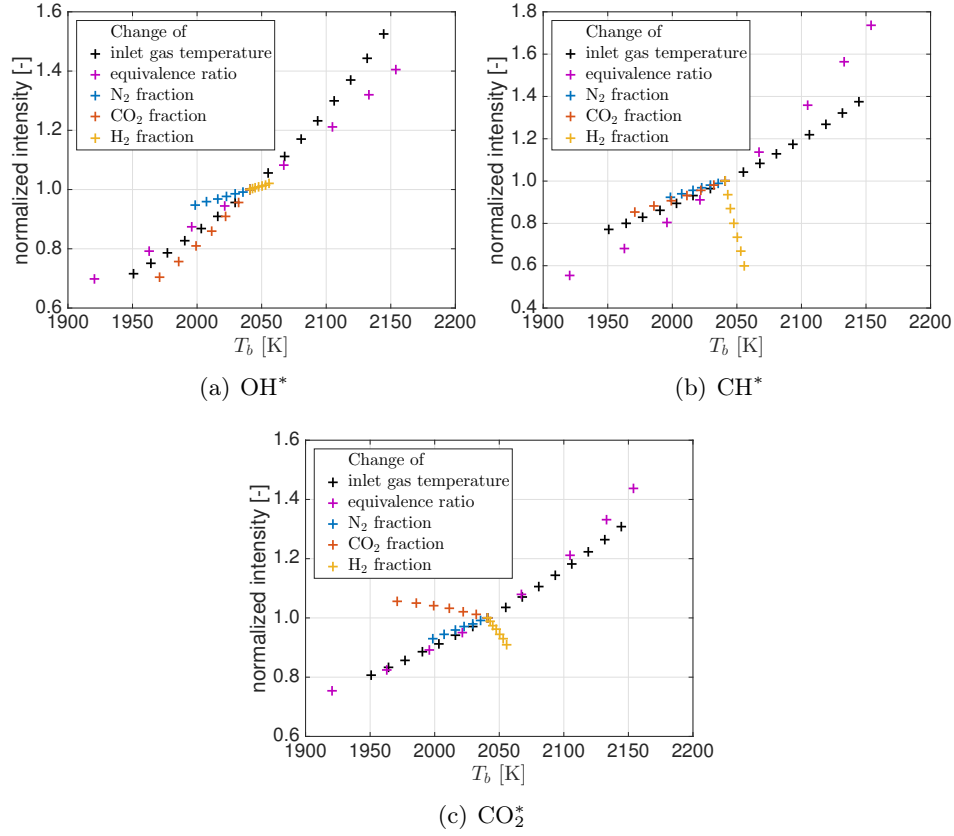 1.6
1.4
1.2
1.0
0.8
0.6
normalized intensity [-]
Change of
inlet gas temperature
equivalence ratio
N₂ fraction
CO₂ fraction
H₂ fraction
1900 1950 2000 2050 2100 2150 2200
T_b [K]
(a) OH*
1.8
1.6
1.4
1.2
1.0
0.8
0.6
0.4
normalized intensity [-]
Change of
inlet gas temperature
equivalence ratio
N₂ fraction
CO₂ fraction
H₂ fraction
1900 1950 2000 2050 2100 2150 2200
T_b [K]
(b) CH*
1.6
1.4
1.2
1.0
0.8
0.6
normalized intensity [-]
Change of
inlet gas temperature
equivalence ratio
N₂ fraction
CO₂ fraction
H₂ fraction
1900 1950 2000 2050 2100 2150 2200
T_b [K]
(c) CO₂*